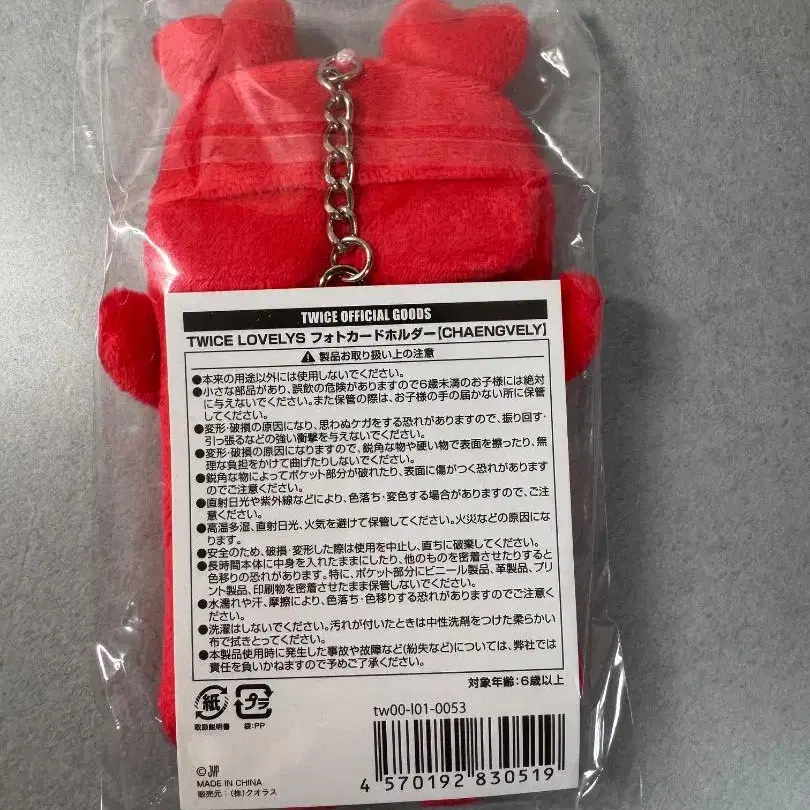 TWICE OFFICIAL GOODS
TWICE LOVELYS フォトカードホルダー【CHAENGVELY】
⚠ 製品お取り扱い上の注意
●本来の用途以外には使用しないでください。
●小さな部品があり、誤飲の危険がありますので6歳未満のお子様には絶対
に与えないでください。また保管の際は、お子様の手の届かない所に保管
してください。
●変形・破損の原因になり、思わぬケガをする恐れがありますので、振り回す・
引っ張るなどの強い衝撃を与えないでください。
●変形・破損の原因になりますので、鋭角な物や硬い物で表面を擦ったり、無
理な負担をかけて曲げたりしないでください。
●鋭角な物によってポケット部分が破れたり、表面に傷がつく恐れがあります
のでご注意ください。
●直射日光や紫外線などにより、色落ち・変色する場合がありますので、ご注
意ください。
●高温多湿、直射日光、火気を避けて保管してください。火災などの原因にな
ります。
●安全のため、破損・変形した際は使用を中止し、直ちに破棄してください。
●長時間本体に中身を入れたままにしたり、他のものを密着させたりすると
色移りの恐れがあります。特に、ポケット部分にビニール製品、革製品、プリ
ント製品、印刷物を密着させたまま保管しないでください。
●水濡れや汗、摩擦により、色落ち・色移りする恐れがありますのでご注意く
ださい。
●洗濯はしないでください。汚れが付いたときは中性洗剤をつけた柔らかい
布で拭きとってください。
●本製品使用時に発生した事故や故障など(紛失など)については、弊社では
責任を負いかねますので予めご了承ください。
対象年齢:6歳以上
紙 プラ
取扱説明書 袋:PP
tw00-l01-0053
©JYP
MADE IN CHINA
販売元:(株)クオラス
4 570192 830519